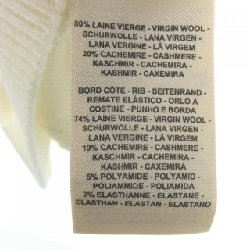 80% LAINE VIERGE - VIRGIN WOOL -
SCHURWOLLE - LANA VIRGEN -
LANA VERGINE - LÃ VIRGEM
20% CACHEMIRE - CASHMERE -
KASCHMIR - CACHEMIRA -
KASHMIR - CAXEMIRA
BORD CÔTE - RIB - SEITENRAND -
REMATE ELÁSTICO - ORLO A
COSTINE - PUNHO E BORDA
74% LAINE VIERGE - VIRGIN WOOL -
SCHURWOLLE - LANA VIRGEN -
LANA VERGINE - LÃ VIRGEM
19% CACHEMIRE - CASHMERE -
KASCHMIR - CACHEMIRA -
KASHMIR - CAXEMIRA
5% POLYAMIDE - POLYAMID -
POLIAMMIDE - POLIAMIDA
2% ELASTHANNE - ELASTANE -
ELASTHAN - ELASTAN - ELASTANO